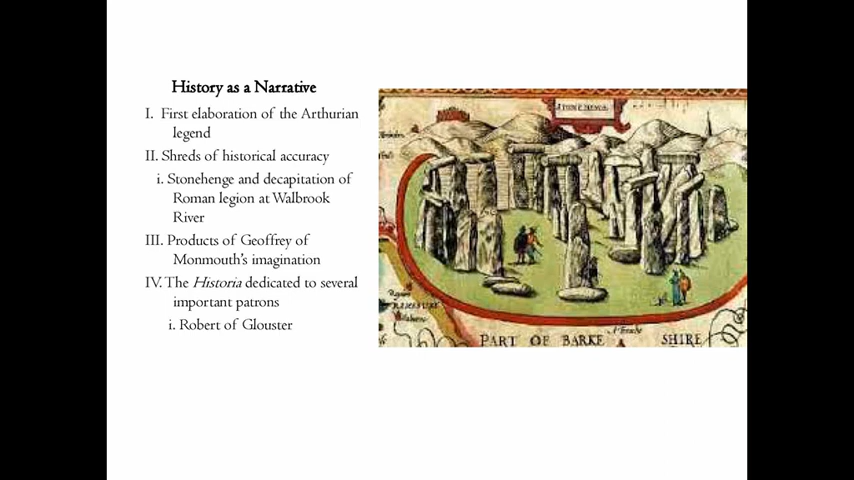 History as a Narrative
I. First elaboration of the Arthurian
legend
II. Shreds of historical accuracy
i. Stonehenge and decapitation of
Roman legion at Walbrook
River
III. Products of Geoffrey of
Monmouth's imagination
IV. The Historia dedicated to several
important patrons
i. Robert of Glouster
STONEHENGE
PART OF BARKE SHIRE